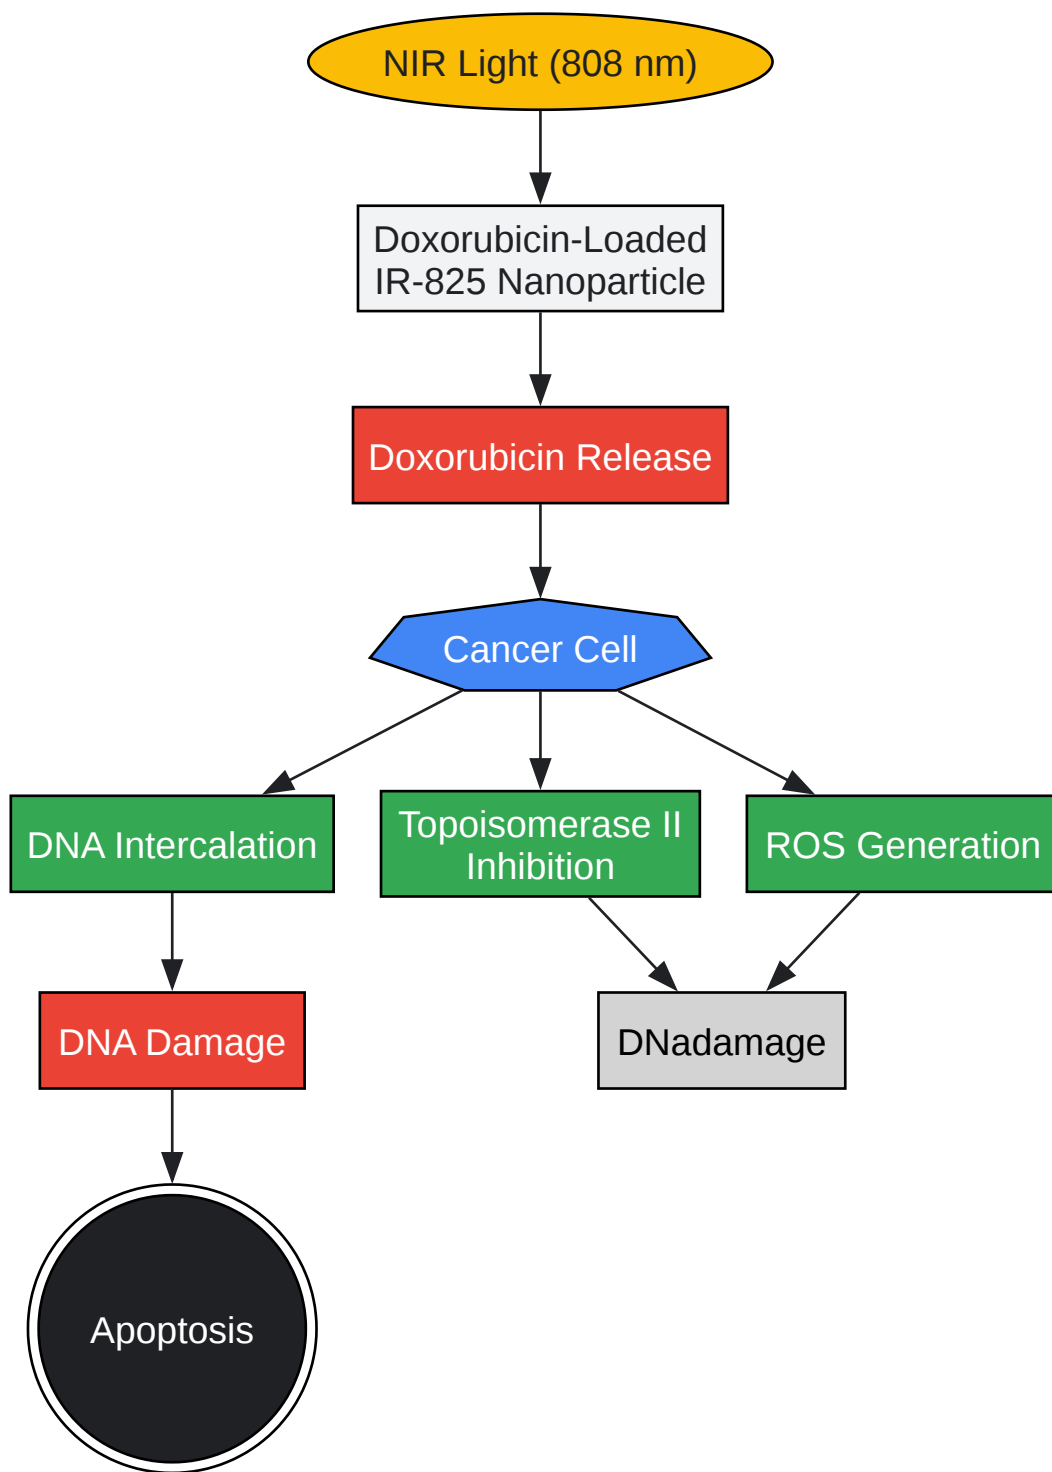 NIR Light (808 nm)
Doxorubicin-Loaded
IR-825 Nanoparticle
Doxorubicin Release
Cancer Cell
DNA Intercalation
Topoisomerase II
Inhibition
ROS Generation
DNA Damage
DNadamage
Apoptosis